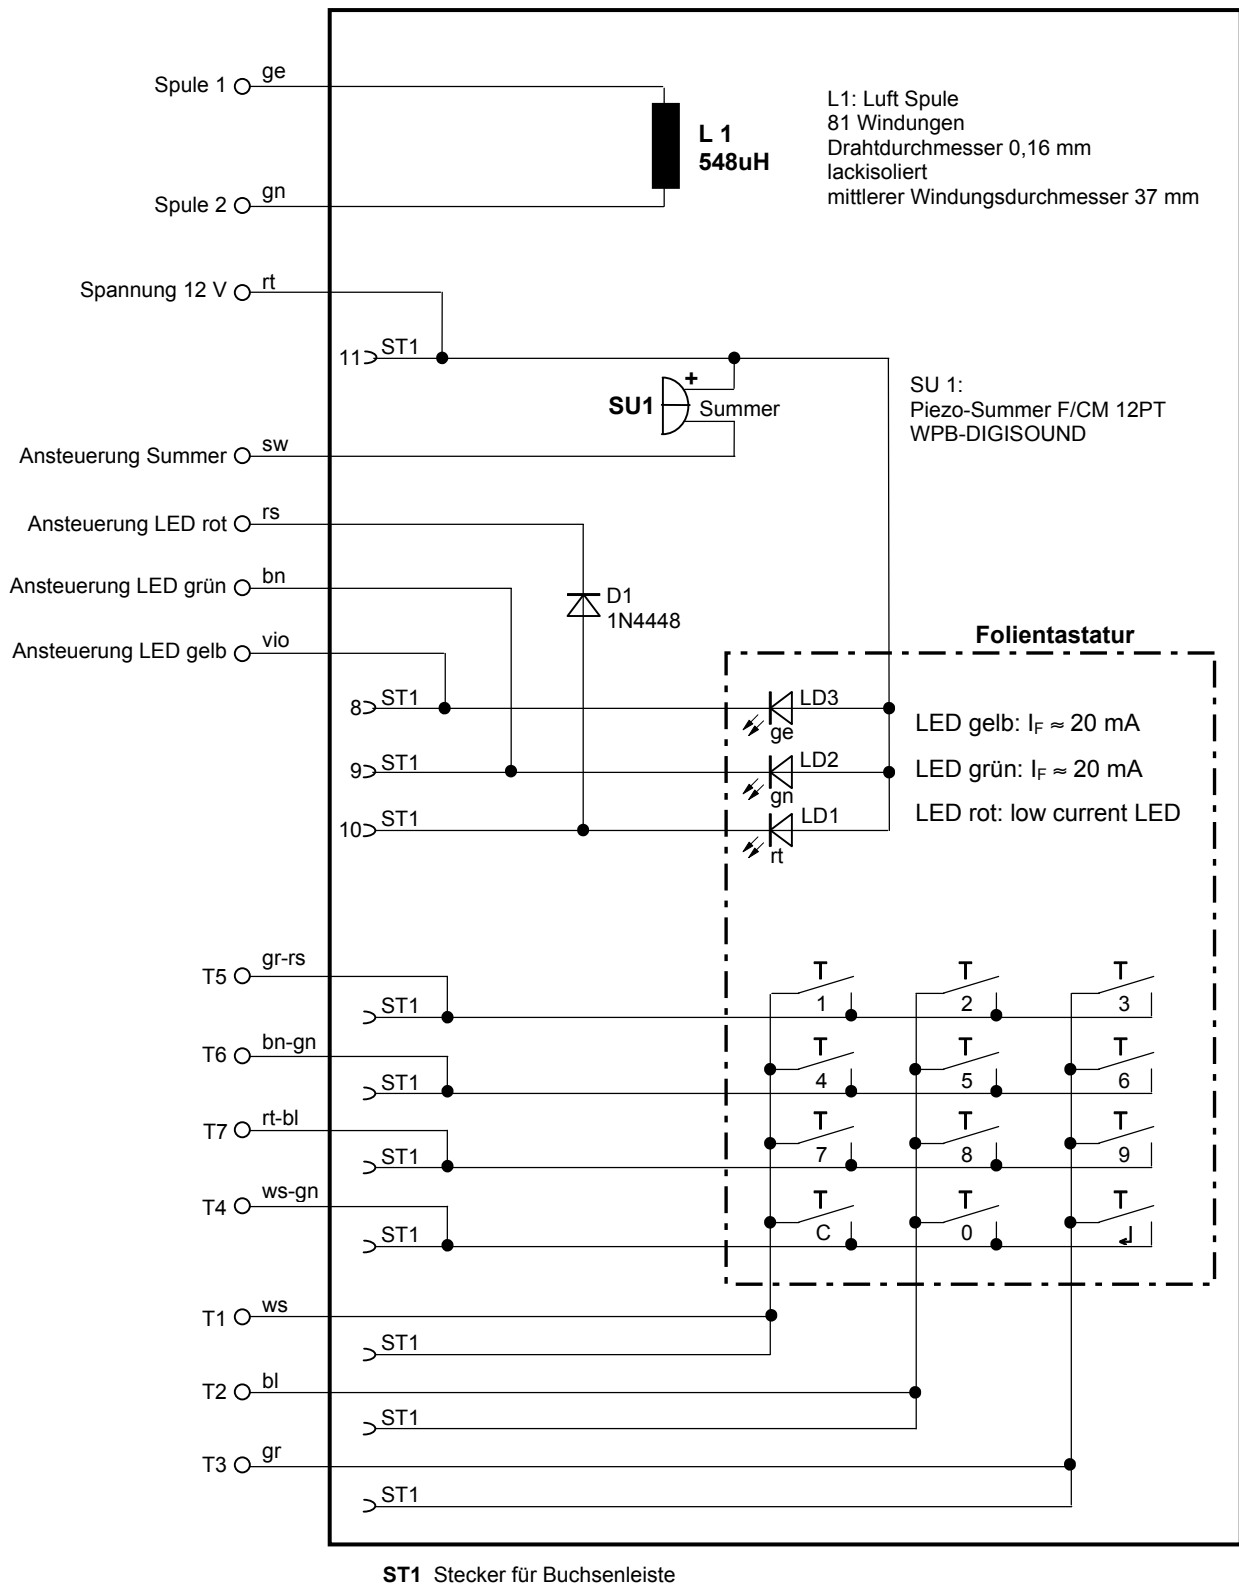 Spule 1
ge
L 1
548uH
L1: Luft Spule
81 Windungen
Drahtdurchmesser 0,16 mm
lackisoliert
mittlerer Windungsdurchmesser 37 mm
Spule 2
gn
Spannung 12 V
rt
11
ST1
+
SU1
Summer
SU 1:
Piezo-Summer F/CM 12PT
WPB-DIGISOUND
Ansteuerung Summer
sw
Ansteuerung LED rot
rs
Ansteuerung LED grün
bn
D1
1N4448
Ansteuerung LED gelb
vio
Folientastatur
8
ST1
LD3
ge
LED gelb: IF ≈ 20 mA
9
ST1
LD2
gn
LED grün: IF ≈ 20 mA
10
ST1
LD1
rt
LED rot: low current LED
T5
gr-rs
ST1
T
1
T
2
T
3
T6
bn-gn
ST1
T
4
T
5
T
6
T7
rt-bl
ST1
T
7
T
8
T
9
T4
ws-gn
ST1
T
C
T
0
T
↵
T1
ws
ST1
T2
bl
ST1
T3
gr
ST1
ST1 Stecker für Buchsenleiste